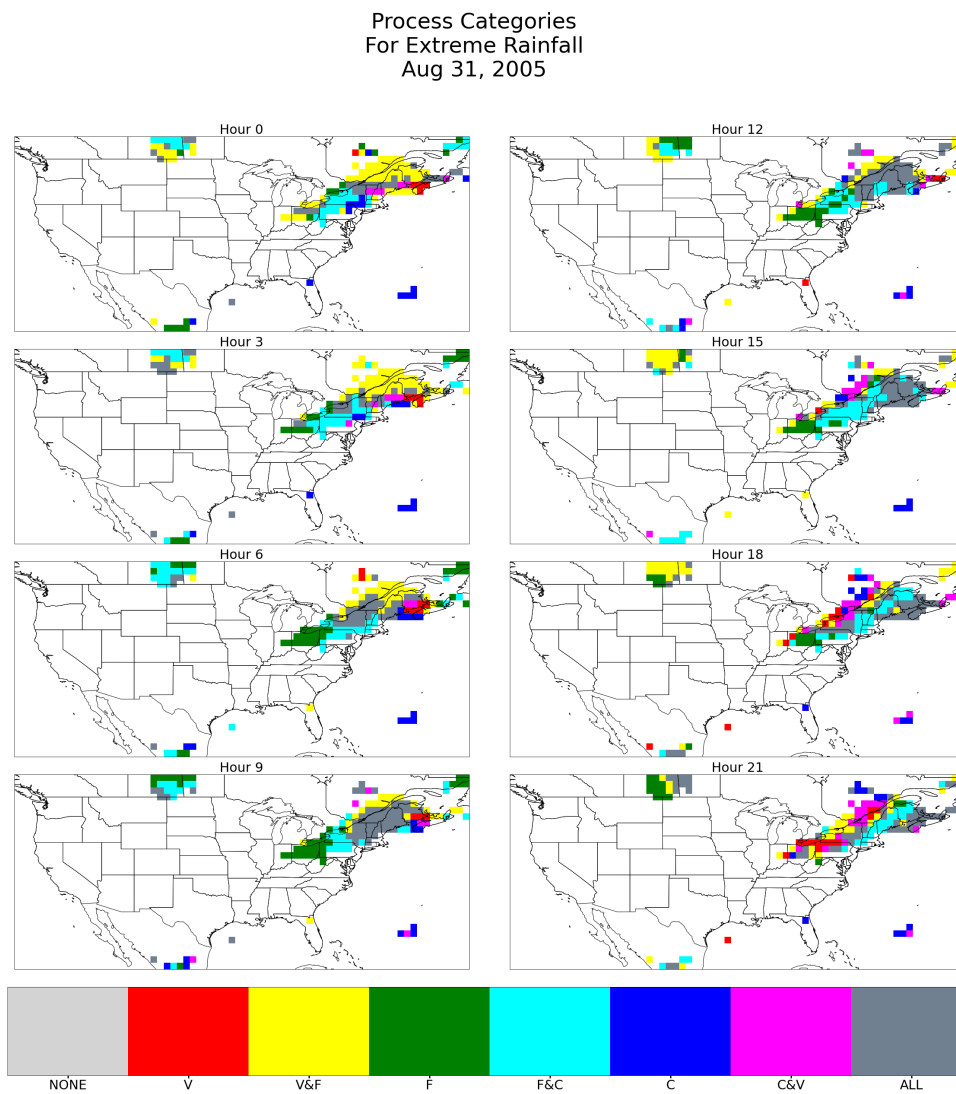 Process Categories
For Extreme Rainfall
Aug 31, 2005
Hour 0
Hour 12
Hour 3
Hour 15
Hour 6
Hour 18
Hour 9
Hour 21
NONE
V
V&F
F
F&C
C
C&V
ALL